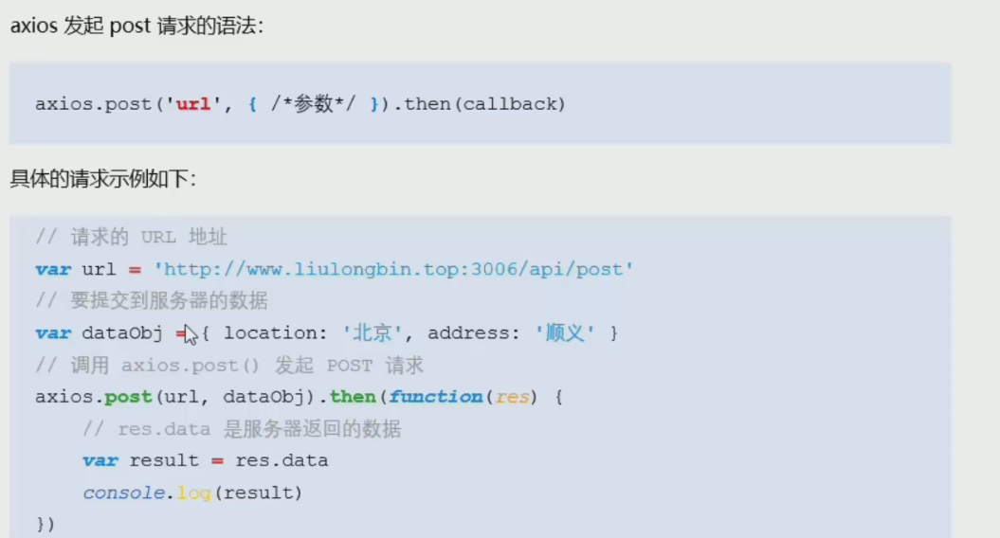 axios 发起 post 请求的语法：
axios.post('url', { /*参数*/ }).then(callback)
具体的请求示例如下：
// 请求的 URL 地址
var url = 'http://www.liulongbin.top:3006/api/post'
// 要提交到服务器的数据
var dataObj = { location: '北京', address: '顺义' }
// 调用 axios.post() 发起 POST 请求
axios.post(url, dataObj).then(function(res) {
// res.data 是服务器返回的数据
var result = res.data
console.log(result)
})